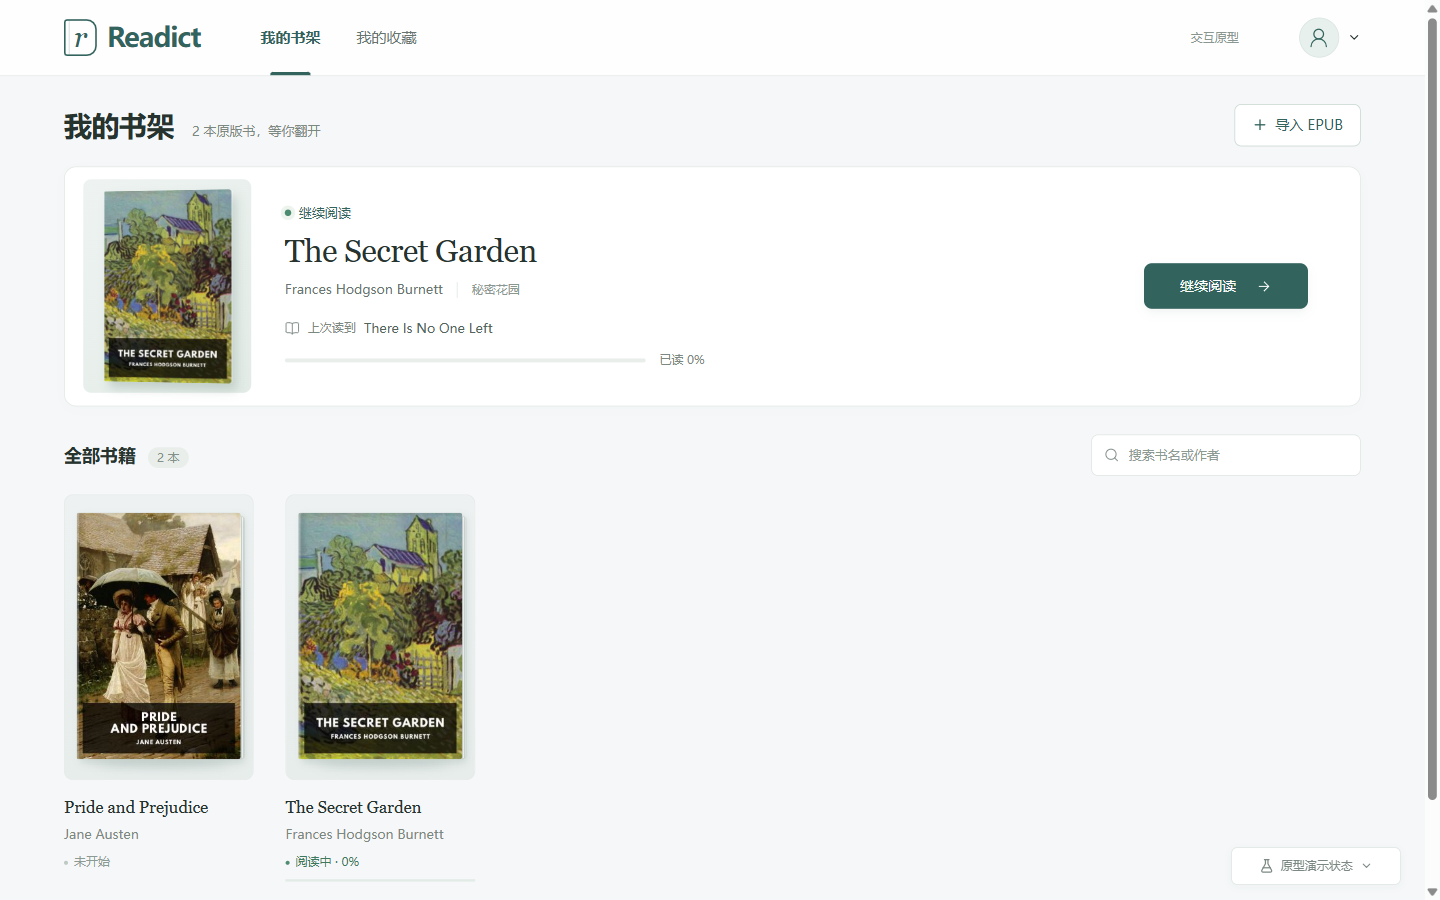 r Readict
我的书架
我的收藏
交互原型
我的书架
2 本原版书，等你翻开
导入 EPUB
THE SECRET GARDEN
FRANCES HODGSON BURNETT
继续阅读
The Secret Garden
Frances Hodgson Burnett
秘密花园
上次读到 There Is No One Left
已读 0%
继续阅读
全部书籍
2 本
搜索书名或作者
PRIDE
AND PREJUDICE
JANE AUSTEN
THE SECRET GARDEN
FRANCES HODGSON BURNETT
Pride and Prejudice
Jane Austen
未开始
The Secret Garden
Frances Hodgson Burnett
阅读中 · 0%
原型演示状态